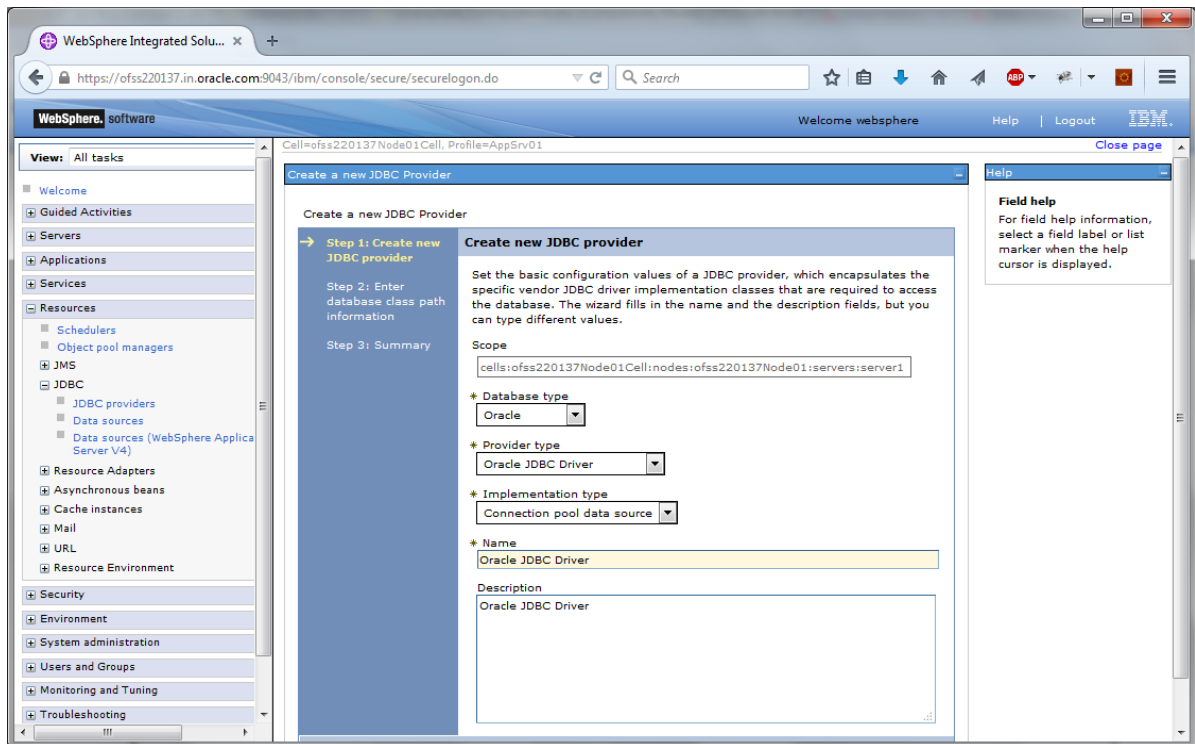 WebSphere Integrated Solu...
https://ofss220137.in.oracle.com:9043/ibm/console/secure/securelogon.do
Search
ABP
WebSphere. software
Welcome websphere
Help | Logout
IBM.
View: All tasks
Welcome
Guided Activities
Servers
Applications
Services
Resources
Schedulers
Object pool managers
JMS
JDBC
JDBC providers
Data sources
Data sources (WebSphere Applica
Server V4)
Resource Adapters
Asynchronous beans
Cache instances
Mail
URL
Resource Environment
Security
Environment
System administration
Users and Groups
Monitoring and Tuning
Troubleshooting
Cell=ofss220137Node01Cell, Profile=AppSrv01
Close page
Create a new JDBC Provider
Create a new JDBC Provider
Step 1: Create new
JDBC provider
Step 2: Enter
database class path
information
Step 3: Summary
Create new JDBC provider
Set the basic configuration values of a JDBC provider, which encapsulates the
specific vendor JDBC driver implementation classes that are required to access
the database. The wizard fills in the name and the description fields, but you
can type different values.
Scope
cells:ofss220137Node01Cell:nodes:ofss220137Node01:servers:server1
* Database type
Oracle
* Provider type
Oracle JDBC Driver
* Implementation type
Connection pool data source
* Name
Oracle JDBC Driver
Description
Oracle JDBC Driver
Help
Field help
For field help information,
select a field label or list
marker when the help
cursor is displayed.